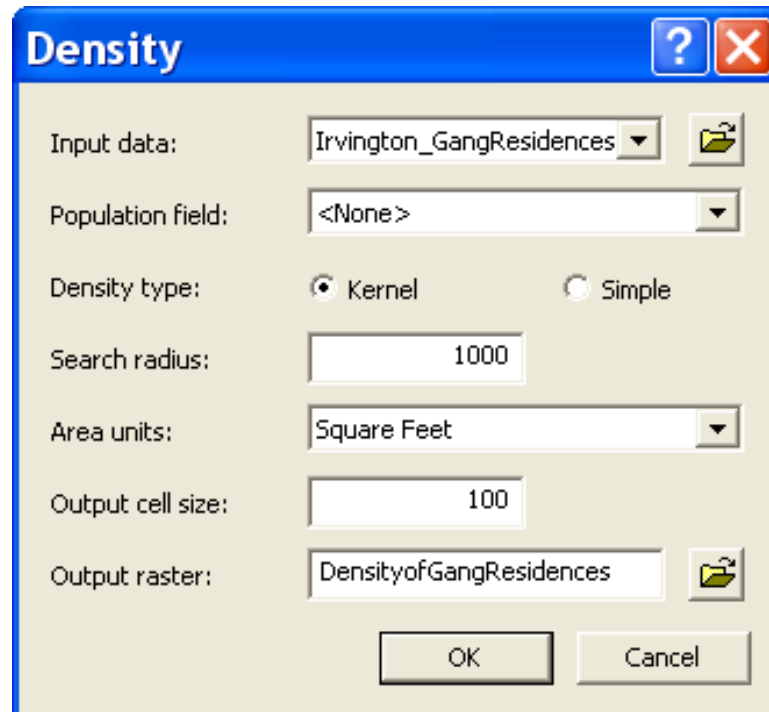 Density
Input data: Irvington_GangResidences
Population field: <None>
Density type: Kernel Simple
Search radius: 1000
Area units: Square Feet
Output cell size: 100
Output raster: DensityofGangResidences
OK Cancel